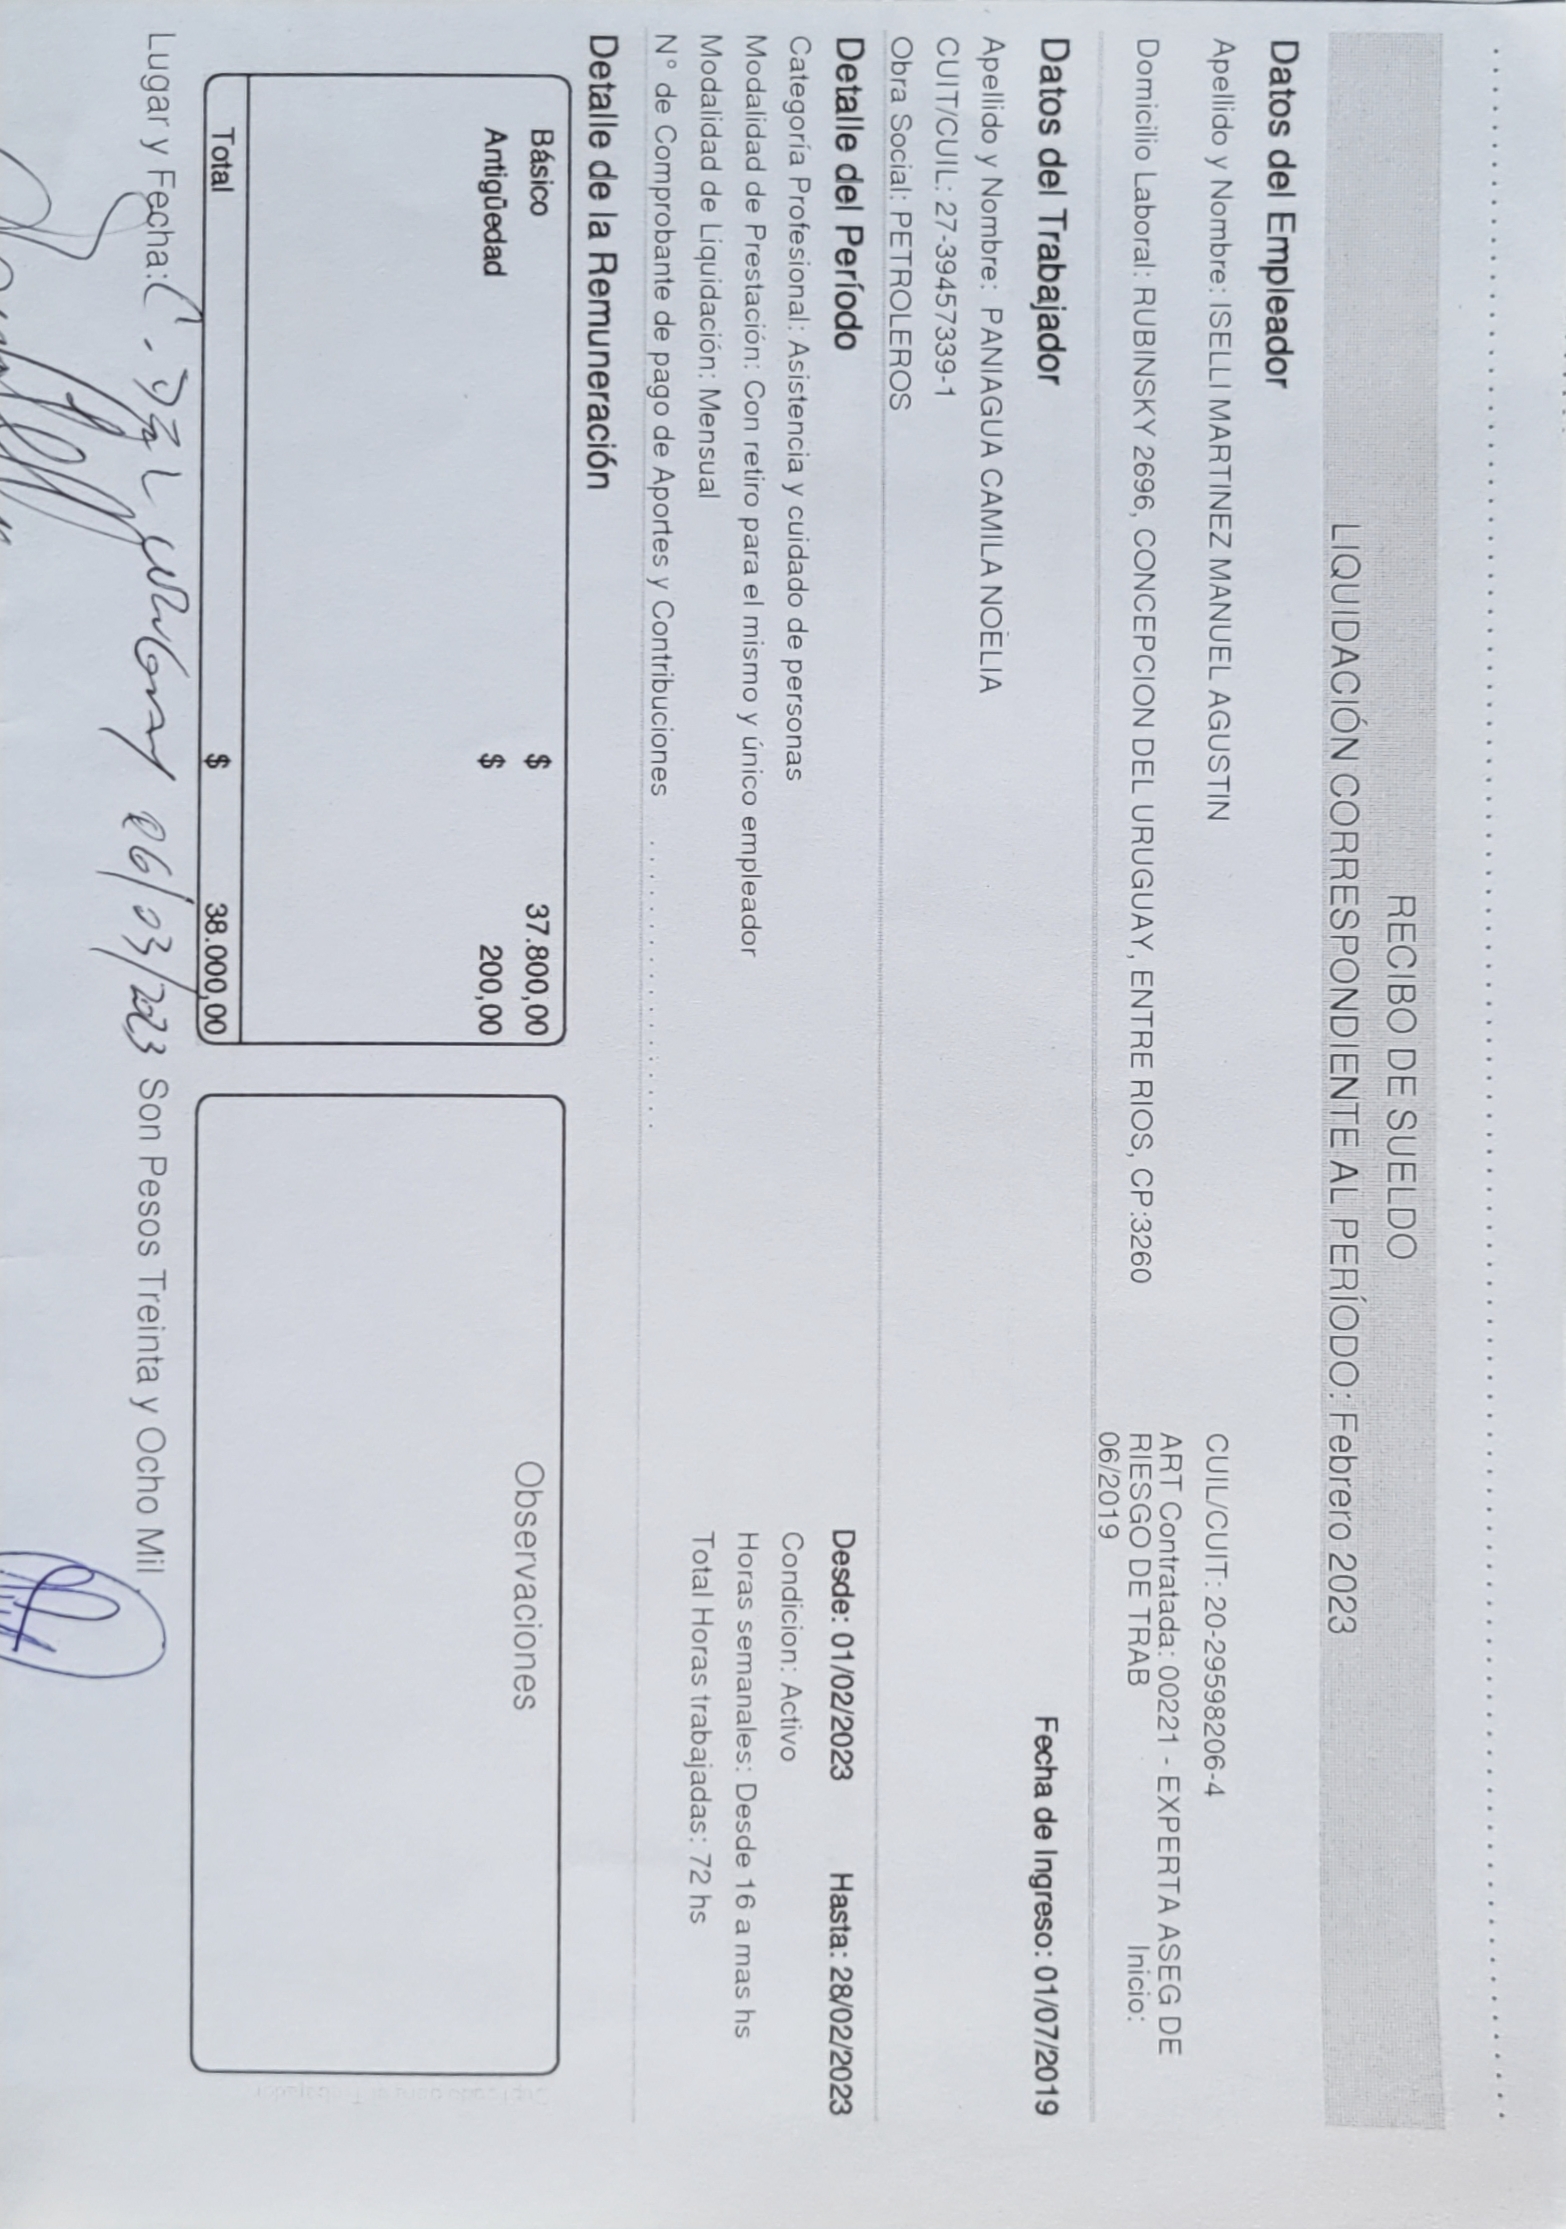 RECIBO DE SUELDO
LIQUIDACIÓN CORRESPONDIENTE AL PERÍODO: Febrero 2023
Datos del Empleador
Apellido y Nombre: ISELLI MARTINEZ MANUEL AGUSTIN
CUIL/CUIT: 20-29598206-4
Domicilio Laboral: RUBINSKY 2696, CONCEPCION DEL URUGUAY, ENTRE RIOS, CP:3260
ART Contratada: 00221 - EXPERTA ASEG DE
RIESGO DE TRAB Inicio:
06/2019
Datos del Trabajador
Fecha de Ingreso: 01/07/2019
Apellido y Nombre: PANIAGUA CAMILA NOELIA
CUIT/CUIL: 27-39457339-1
Obra Social: PETROLEROS
Detalle del Período
Desde: 01/02/2023 Hasta: 28/02/2023
Categoría Profesional: Asistencia y cuidado de personas
Condicion: Activo
Modalidad de Prestación: Con retiro para el mismo y único empleador
Horas semanales: Desde 16 a mas hs
Modalidad de Liquidación: Mensual
Total Horas trabajadas: 72 hs
N° de Comprobante de pago de Aportes y Contribuciones ..................
Detalle de la Remuneración
Básico $ 37.800,00
Antigüedad $ 200,00
Total $ 38.000,00
Observaciones
Lugar y Fecha: C. DEL URUGUAY 06/03/2023 Son Pesos Treinta y Ocho Mil